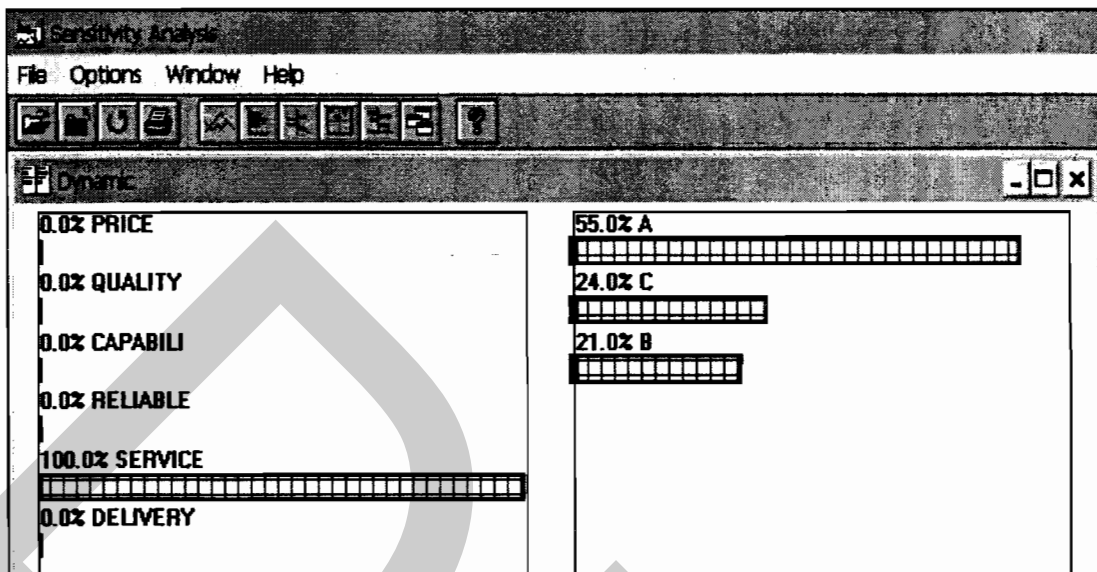 Sensitivity Analysis
File Options Window Help
Dynamic
0.0% PRICE
0.0% QUALITY
0.0% CAPABILI
0.0% RELIABLE
100.0% SERVICE
0.0% DELIVERY
55.0% A
24.0% C
21.0% B